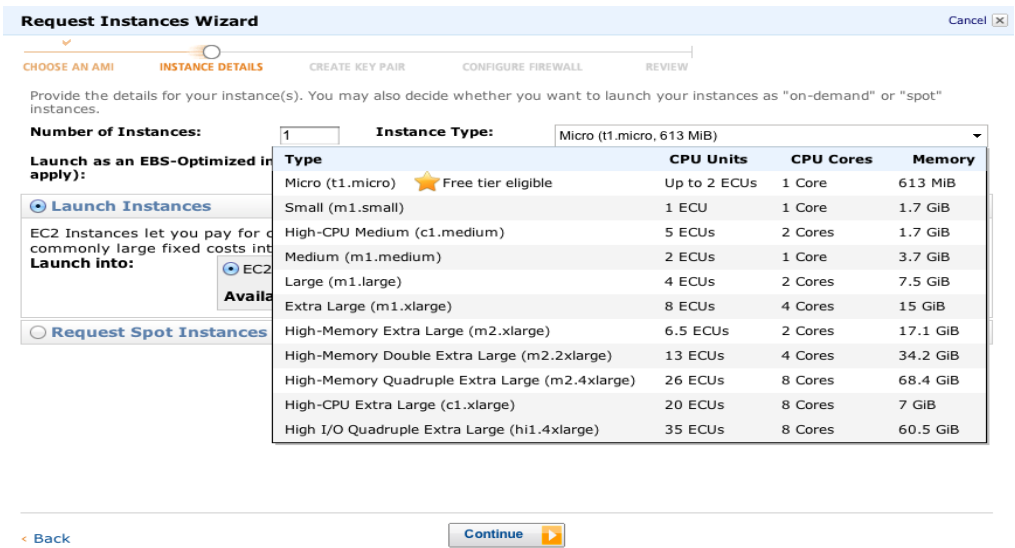 Request Instances Wizard
Cancel
CHOOSE AN AMI INSTANCE DETAILS CREATE KEY PAIR CONFIGURE FIREWALL REVIEW
Provide the details for your instance(s). You may also decide whether you want to launch your instances as "on-demand" or "spot"
instances.
Number of Instances: 1 Instance Type: Micro (t1.micro, 613 MiB)
Launch as an EBS-Optimized in
apply):
Type CPU Units CPU Cores Memory
Micro (t1.micro) Free tier eligible Up to 2 ECUs 1 Core 613 MiB
Small (m1.small) 1 ECU 1 Core 1.7 GiB
High-CPU Medium (c1.medium) 5 ECUs 2 Cores 1.7 GiB
Medium (m1.medium) 2 ECUs 1 Core 3.7 GiB
Large (m1.large) 4 ECUs 2 Cores 7.5 GiB
Extra Large (m1.xlarge) 8 ECUs 4 Cores 15 GiB
High-Memory Extra Large (m2.xlarge) 6.5 ECUs 2 Cores 17.1 GiB
High-Memory Double Extra Large (m2.2xlarge) 13 ECUs 4 Cores 34.2 GiB
High-Memory Quadruple Extra Large (m2.4xlarge) 26 ECUs 8 Cores 68.4 GiB
High-CPU Extra Large (c1.xlarge) 20 ECUs 8 Cores 7 GiB
High I/O Quadruple Extra Large (hi1.4xlarge) 35 ECUs 8 Cores 60.5 GiB
Launch Instances
EC2 Instances let you pay for
commonly large fixed costs int
Launch into: EC2
Availa
Request Spot Instances
< Back
Continue